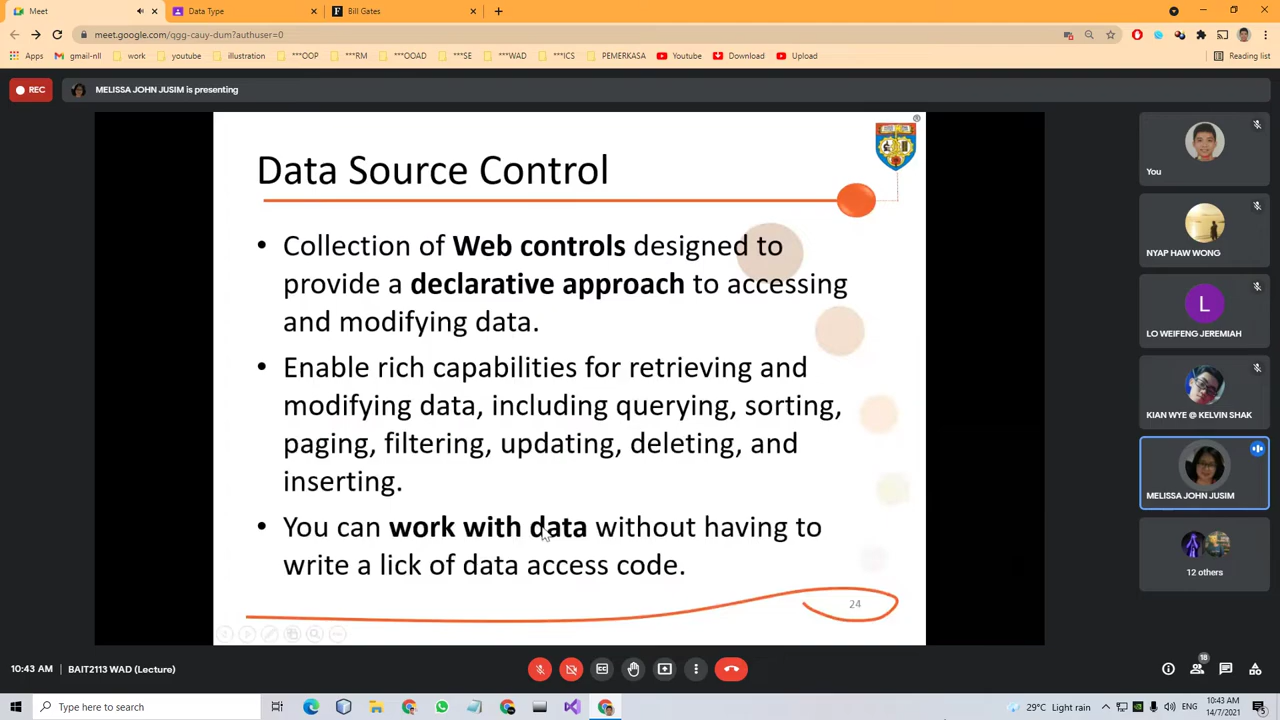 Meet
Data Type
Bill Gates
meet.google.com/qgg-cauy-dum?authuser=0
Apps
gmail-nll
work
youtube
illustration
***OOP
***RM
***OOAD
***SE
***WAD
***ICS
PEMERKASA
Youtube
Download
Upload
Reading list
REC
MELISSA JOHN JUSIM is presenting
Data Source Control
• Collection of Web controls designed to
provide a declarative approach to accessing
and modifying data.
• Enable rich capabilities for retrieving and
modifying data, including querying, sorting,
paging, filtering, updating, deleting, and
inserting.
• You can work with data without having to
write a lick of data access code.
24
You
NYAP HAW WONG
L
LO WEIFENG JEREMIAH
KIAN WYE @ KELVIN SHAK
MELISSA JOHN JUSIM
12 others
10:43 AM
BAIT2113 WAD (Lecture)
18
Type here to search
29°C Light rain
ENG
10:43 AM
14/7/2021